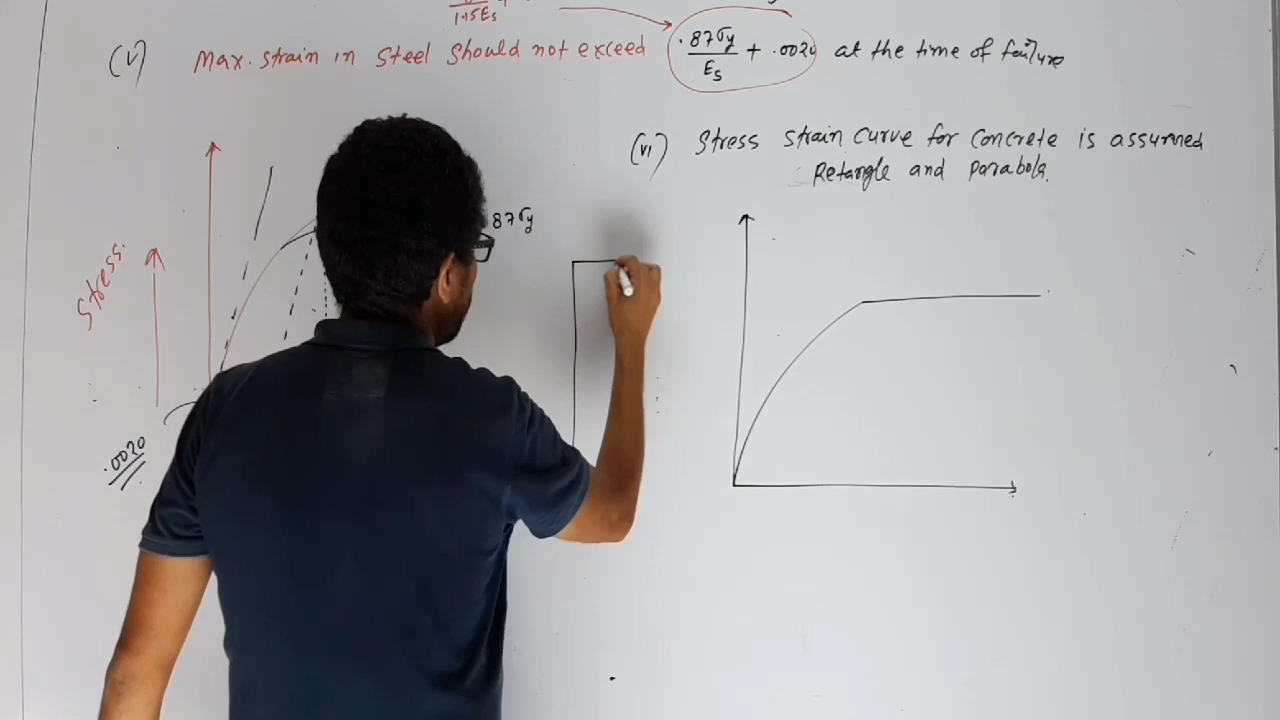 1.15Es
(V) Max. strain in steel should not exceed .87σy/Es + .0020 at the time of failure
(VI) Stress strain curve for concrete is assumed
Retangle and parabola.
87σy
Stress
.0020